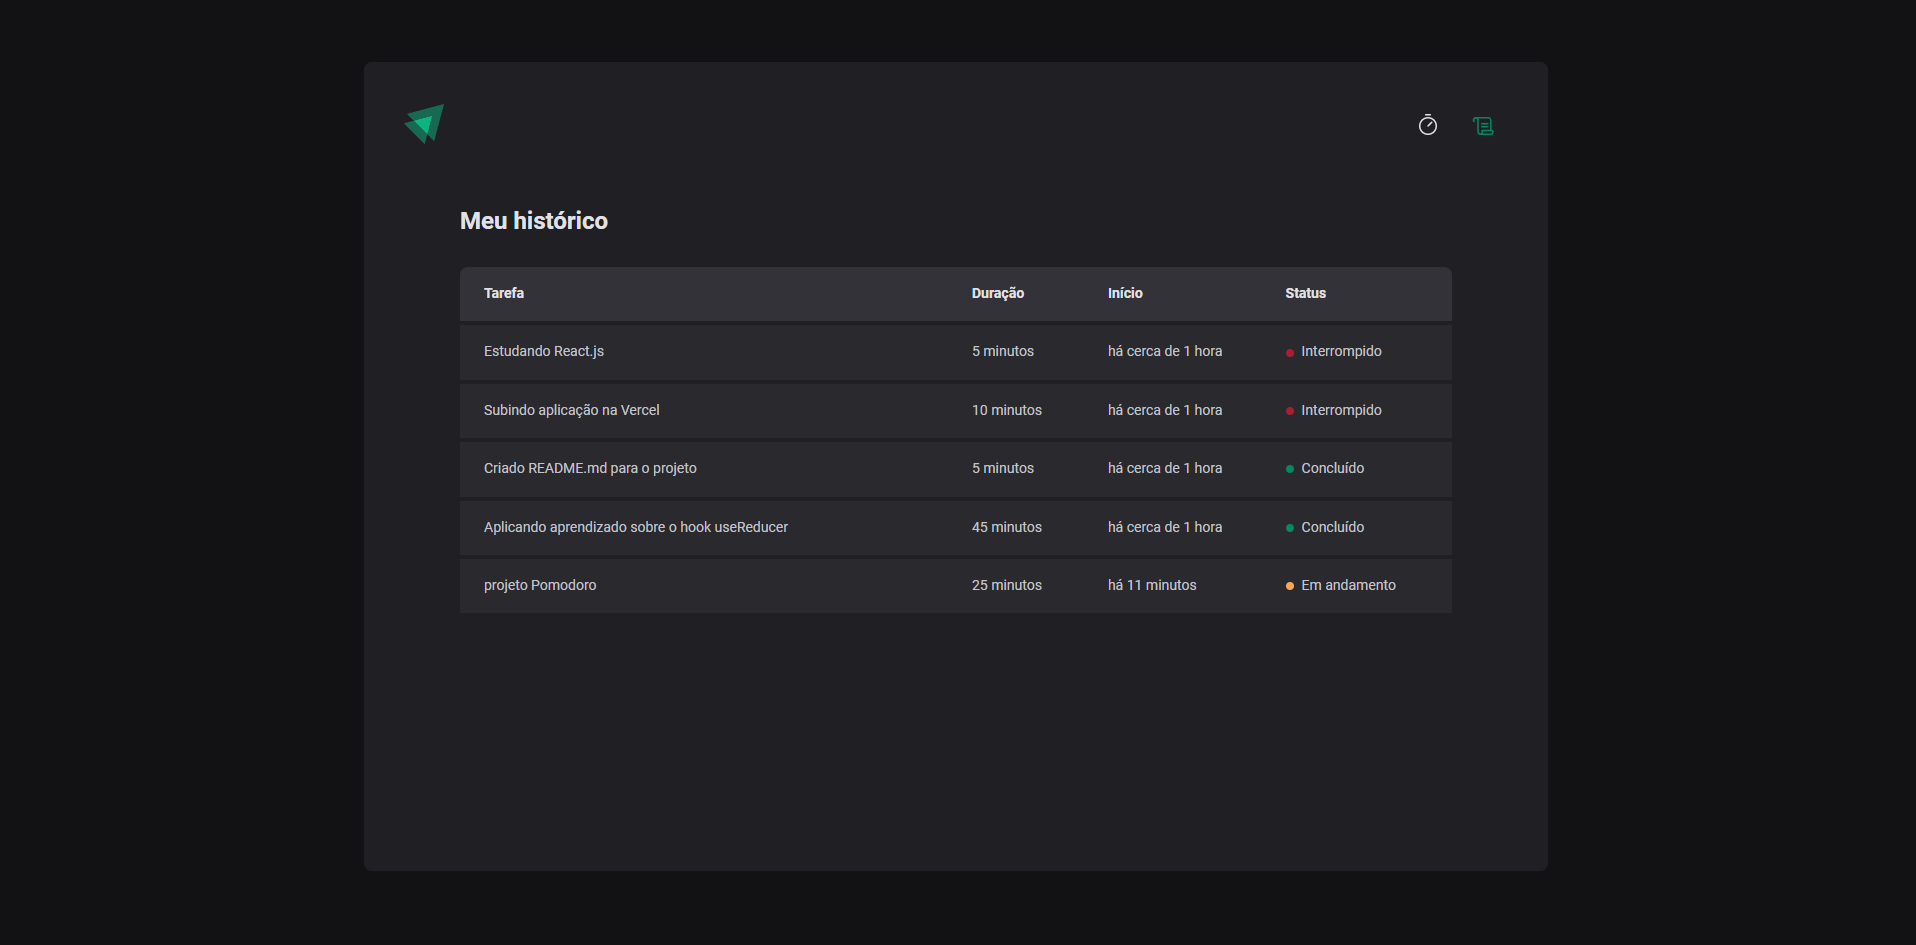 Meu histórico
Tarefa Duração Início Status
Estudando React.js 5 minutos há cerca de 1 hora Interrompido
Subindo aplicação na Vercel 10 minutos há cerca de 1 hora Interrompido
Criado README.md para o projeto 5 minutos há cerca de 1 hora Concluído
Aplicando aprendizado sobre o hook useReducer 45 minutos há cerca de 1 hora Concluído
projeto Pomodoro 25 minutos há 11 minutos Em andamento